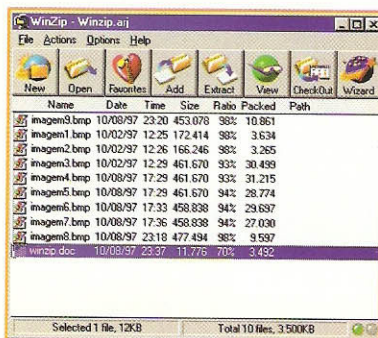 WinZip - Winzip.arj
File Actions Options Help
New Open Favorites Add Extract View CheckOut Wizard
Name Date Time Size Ratio Packed Path
imagem9.bmp 10/08/97 23:20 453.078 98% 10.861
imagem1.bmp 10/02/97 12:25 172.414 98% 3.634
imagem2.bmp 10/02/97 12:26 166.246 98% 3.265
imagem3.bmp 10/02/97 12:29 461.670 93% 30.499
imagem4.bmp 10/08/97 17:29 461.670 93% 31.215
imagem5.bmp 10/08/97 17:29 461.670 94% 28.774
imagem6.bmp 10/08/97 17:33 458.838 94% 29.697
imagem7.bmp 10/08/97 17:36 458.838 94% 27.030
imagem8.bmp 10/08/97 23:18 477.494 98% 9.597
winzip.doc 10/08/97 23:37 11.776 70% 3.492
Selected 1 file, 12KB Total 10 files, 3.500KB